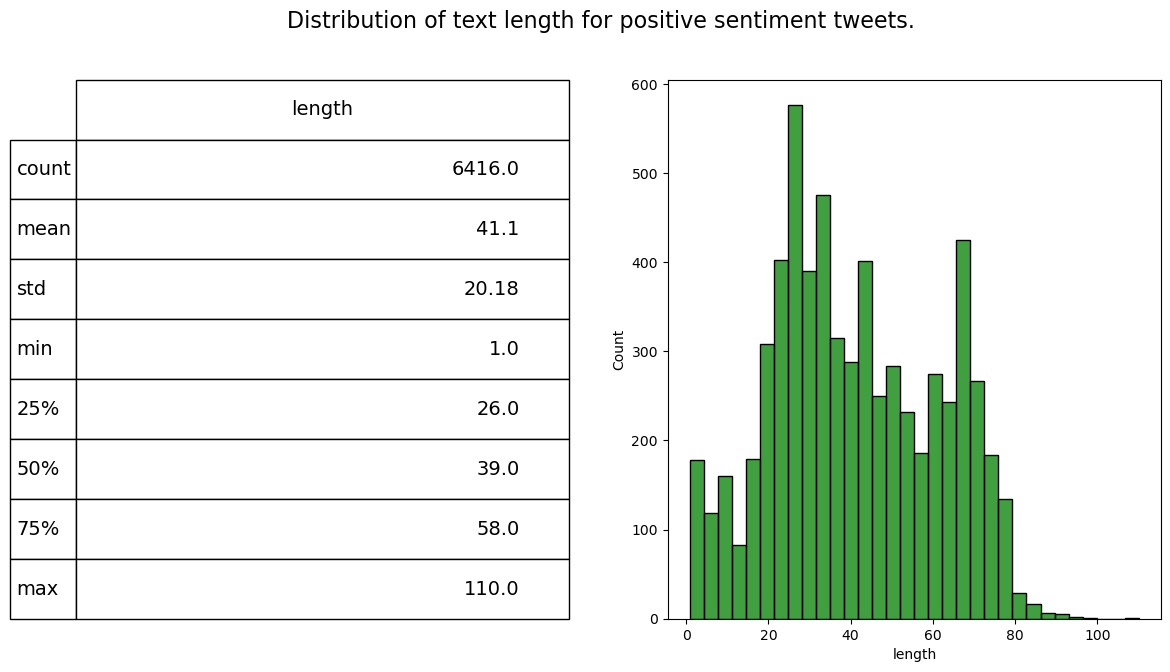 Distribution of text length for positive sentiment tweets.
length
count 6416.0
mean 41.1
std 20.18
min 1.0
25% 26.0
50% 39.0
75% 58.0
max 110.0
600
500
400
300
200
100
0
Count
0 20 40 60 80 100
length